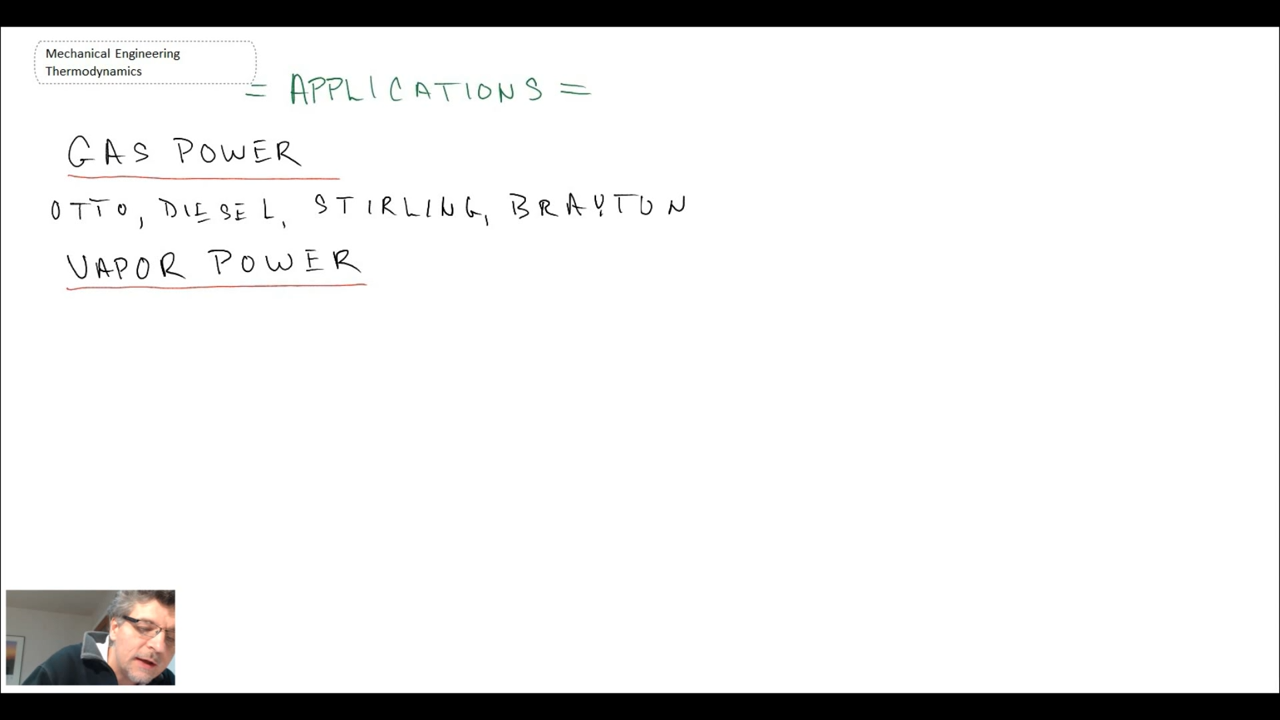 Mechanical Engineering
Thermodynamics
= APPLICATIONS =
GAS POWER
OTTO, DIESEL, STIRLING, BRAYTON
VAPOR POWER